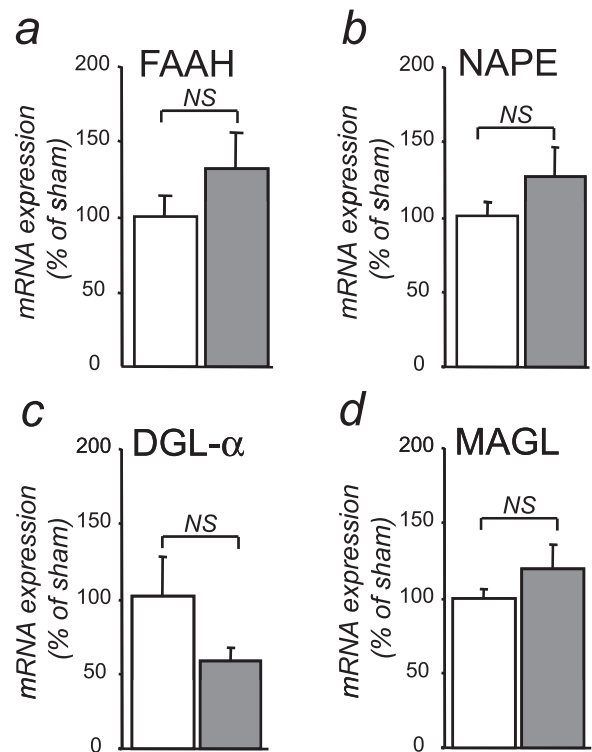 a
FAAH
200
150
100
50
0
mRNA expression
(% of sham)
NS
b
NAPE
200
150
100
50
0
mRNA expression
(% of sham)
NS
c
DGL-α
200
150
100
50
0
mRNA expression
(% of sham)
NS
d
MAGL
200
150
100
50
0
mRNA expression
(% of sham)
NS